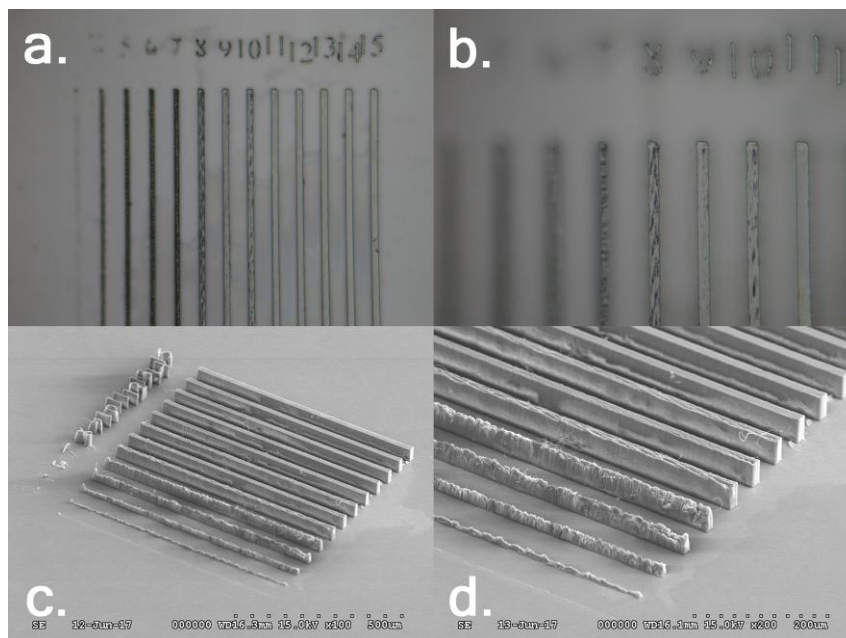 a.
5 6 7 8 9 10 11 12 13 14 15
b.
8 9 10
c.
SE 12-Jun-17 000000 WD16.3mm 15.0kV x100 500um
d.
SE 13-Jun-17 000000 WD16.1mm 15.0kV x200 200um